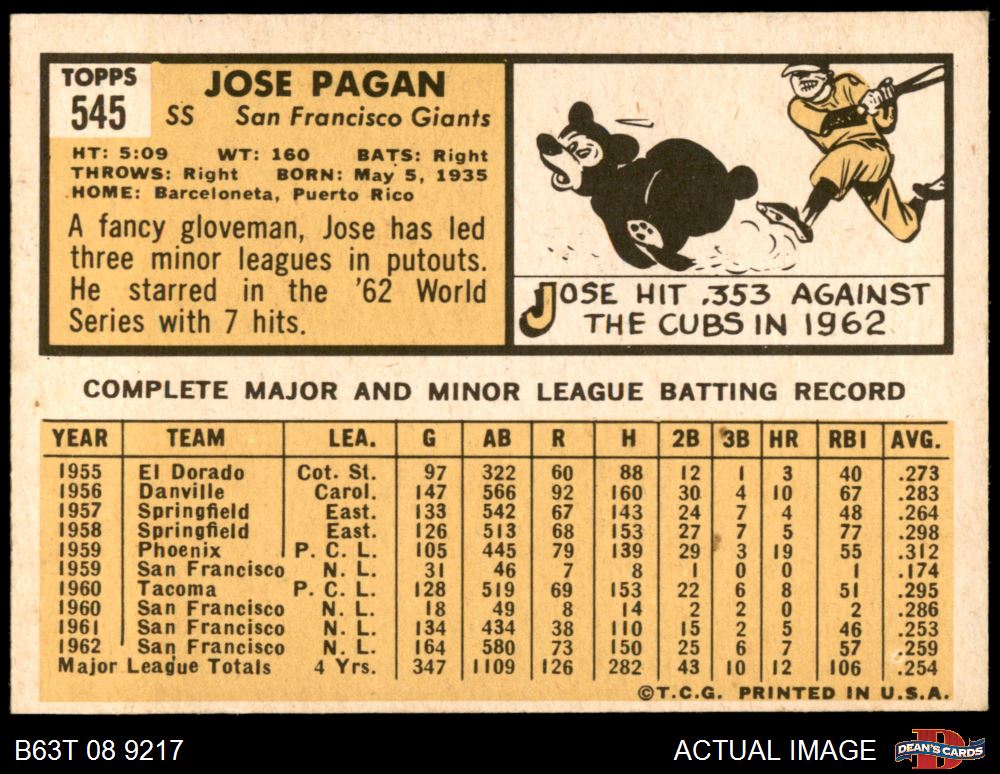 TOPPS
545
JOSE PAGAN
SS San Francisco Giants
HT: 5:09 WT: 160 BATS: Right
THROWS: Right BORN: May 5, 1935
HOME: Barceloneta, Puerto Rico
A fancy gloveman, Jose has led
three minor leagues in putouts.
He starred in the '62 World
Series with 7 hits.
JOSE HIT .353 AGAINST
THE CUBS IN 1962
COMPLETE MAJOR AND MINOR LEAGUE BATTING RECORD
YEAR TEAM LEA. G AB R H 2B 3B HR RBI AVG.
1955 El Dorado Cot. St. 97 322 60 88 12 1 3 40 .273
1956 Danville Carol. 147 566 92 160 30 4 10 67 .283
1957 Springfield East. 133 542 67 143 24 7 4 48 .264
1958 Springfield East. 126 513 68 153 27 7 5 77 .298
1959 Phoenix P. C. L. 105 445 79 139 29 3 19 55 .312
1959 San Francisco N. L. 31 46 7 8 1 0 0 1 .174
1960 Tacoma P. C. L. 128 519 69 153 22 6 8 51 .295
1960 San Francisco N. L. 18 49 8 14 2 2 0 2 .286
1961 San Francisco N. L. 134 434 38 110 15 2 5 46 .253
1962 San Francisco N. L. 164 580 73 150 25 6 7 57 .259
Major League Totals 4 Yrs. 347 1109 126 282 43 10 12 106 .254
©T.C.G. PRINTED IN U.S.A.
B63T 08 9217
ACTUAL IMAGE
D
DEAN'S CARDS